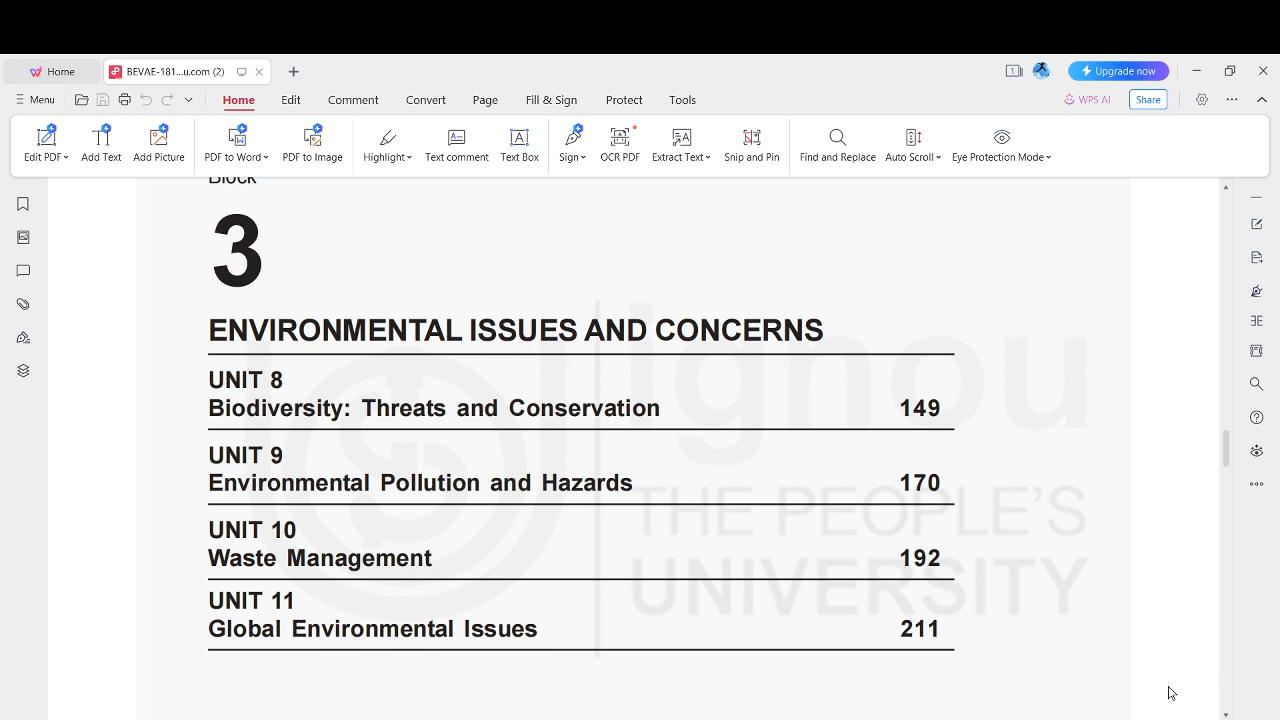 Home
BEVAE-181...u.com (2)
Upgrade now
Menu
Home
Edit
Comment
Convert
Page
Fill & Sign
Protect
Tools
WPS AI
Share
Edit PDF
Add Text
Add Picture
PDF to Word
PDF to Image
Highlight
Text comment
Text Box
Sign
OCR PDF
Extract Text
Snip and Pin
Find and Replace
Auto Scroll
Eye Protection Mode
Block
3
ENVIRONMENTAL ISSUES AND CONCERNS
UNIT 8
Biodiversity: Threats and Conservation 149
UNIT 9
Environmental Pollution and Hazards 170
UNIT 10
Waste Management 192
UNIT 11
Global Environmental Issues 211
ignou
THE PEOPLE'S
UNIVERSITY